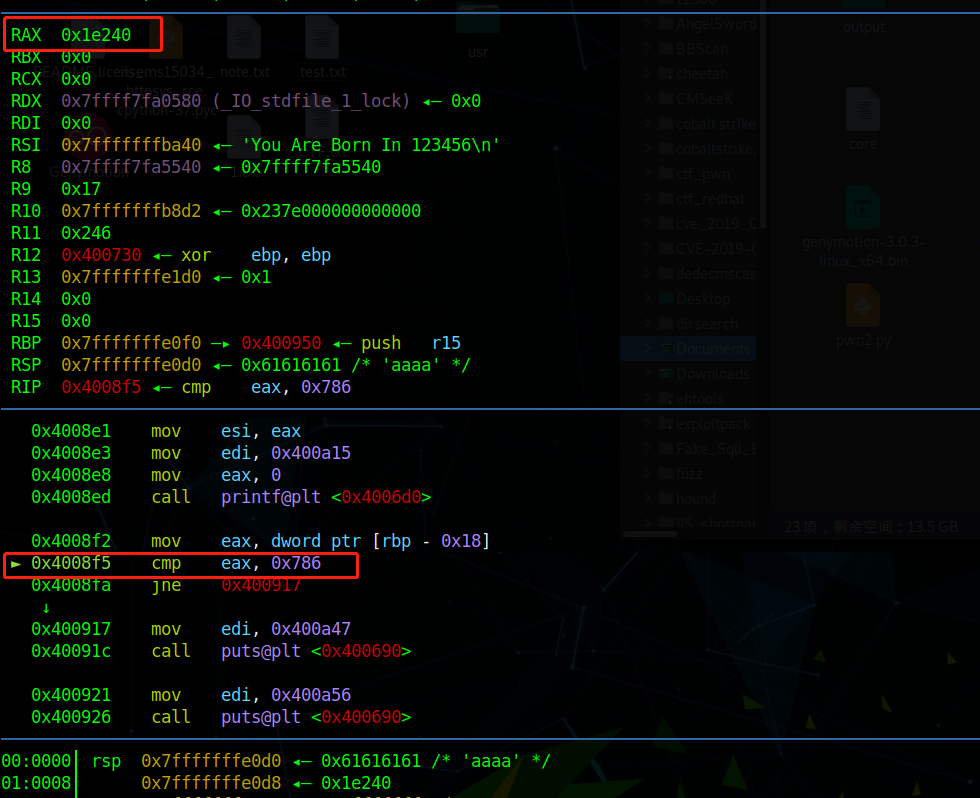 RAX 0x1e240
RBX 0x0
RCX 0x0
RDX 0x7ffff7fa0580 (_IO_stdfile_1_lock) ◂— 0x0
RDI 0x0
RSI 0x7fffffffba40 ◂— 'You Are Born In 123456\n'
R8 0x7ffff7fa5540 ◂— 0x7ffff7fa5540
R9 0x17
R10 0x7fffffffb8d2 ◂— 0x237e000000000000
R11 0x246
R12 0x400730 ◂— xor ebp, ebp
R13 0x7fffffffe1d0 ◂— 0x1
R14 0x0
R15 0x0
RBP 0x7fffffffe0f0 —▸ 0x400950 ◂— push r15
RSP 0x7fffffffe0d0 ◂— 0x61616161 /* 'aaaa' */
RIP 0x4008f5 ◂— cmp eax, 0x786
0x4008e1 mov esi, eax
0x4008e3 mov edi, 0x400a15
0x4008e8 mov eax, 0
0x4008ed call printf@plt <0x4006d0>
0x4008f2 mov eax, dword ptr [rbp - 0x18]
► 0x4008f5 cmp eax, 0x786
0x4008fa jne 0x400917
↓
0x400917 mov edi, 0x400a47
0x40091c call puts@plt <0x400690>
0x400921 mov edi, 0x400a56
0x400926 call puts@plt <0x400690>
00:0000│ rsp 0x7fffffffe0d0 ◂— 0x61616161 /* 'aaaa' */
01:0008│ 0x7fffffffe0d8 ◂— 0x1e240
usr
note.txt
test.txt
AngelSword
BBScan
cheetah
CMSeeK
cobalt strike
ctf_pwn
ctf_redhat
dedecmscan
Desktop
dirsearch
Documents
Downloads
ehtools
exploitpack
fuzz
hound
output
core
genymotion-3.0.3-
linux_x64.bin
pwn2.py
23 项，剩余空间：13.5 GB